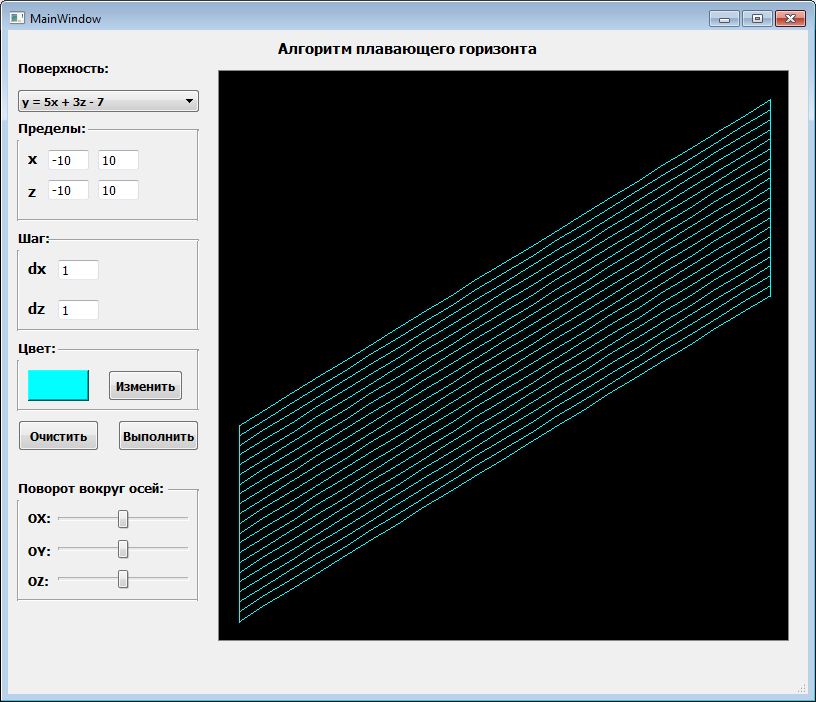 MainWindow
Алгоритм плавающего горизонта
Поверхность:
y = 5x + 3z - 7
Пределы:
x -10 10
z -10 10
Шаг:
dx 1
dz 1
Цвет:
Изменить
Очистить Выполнить
Поворот вокруг осей:
OX:
OY:
OZ: